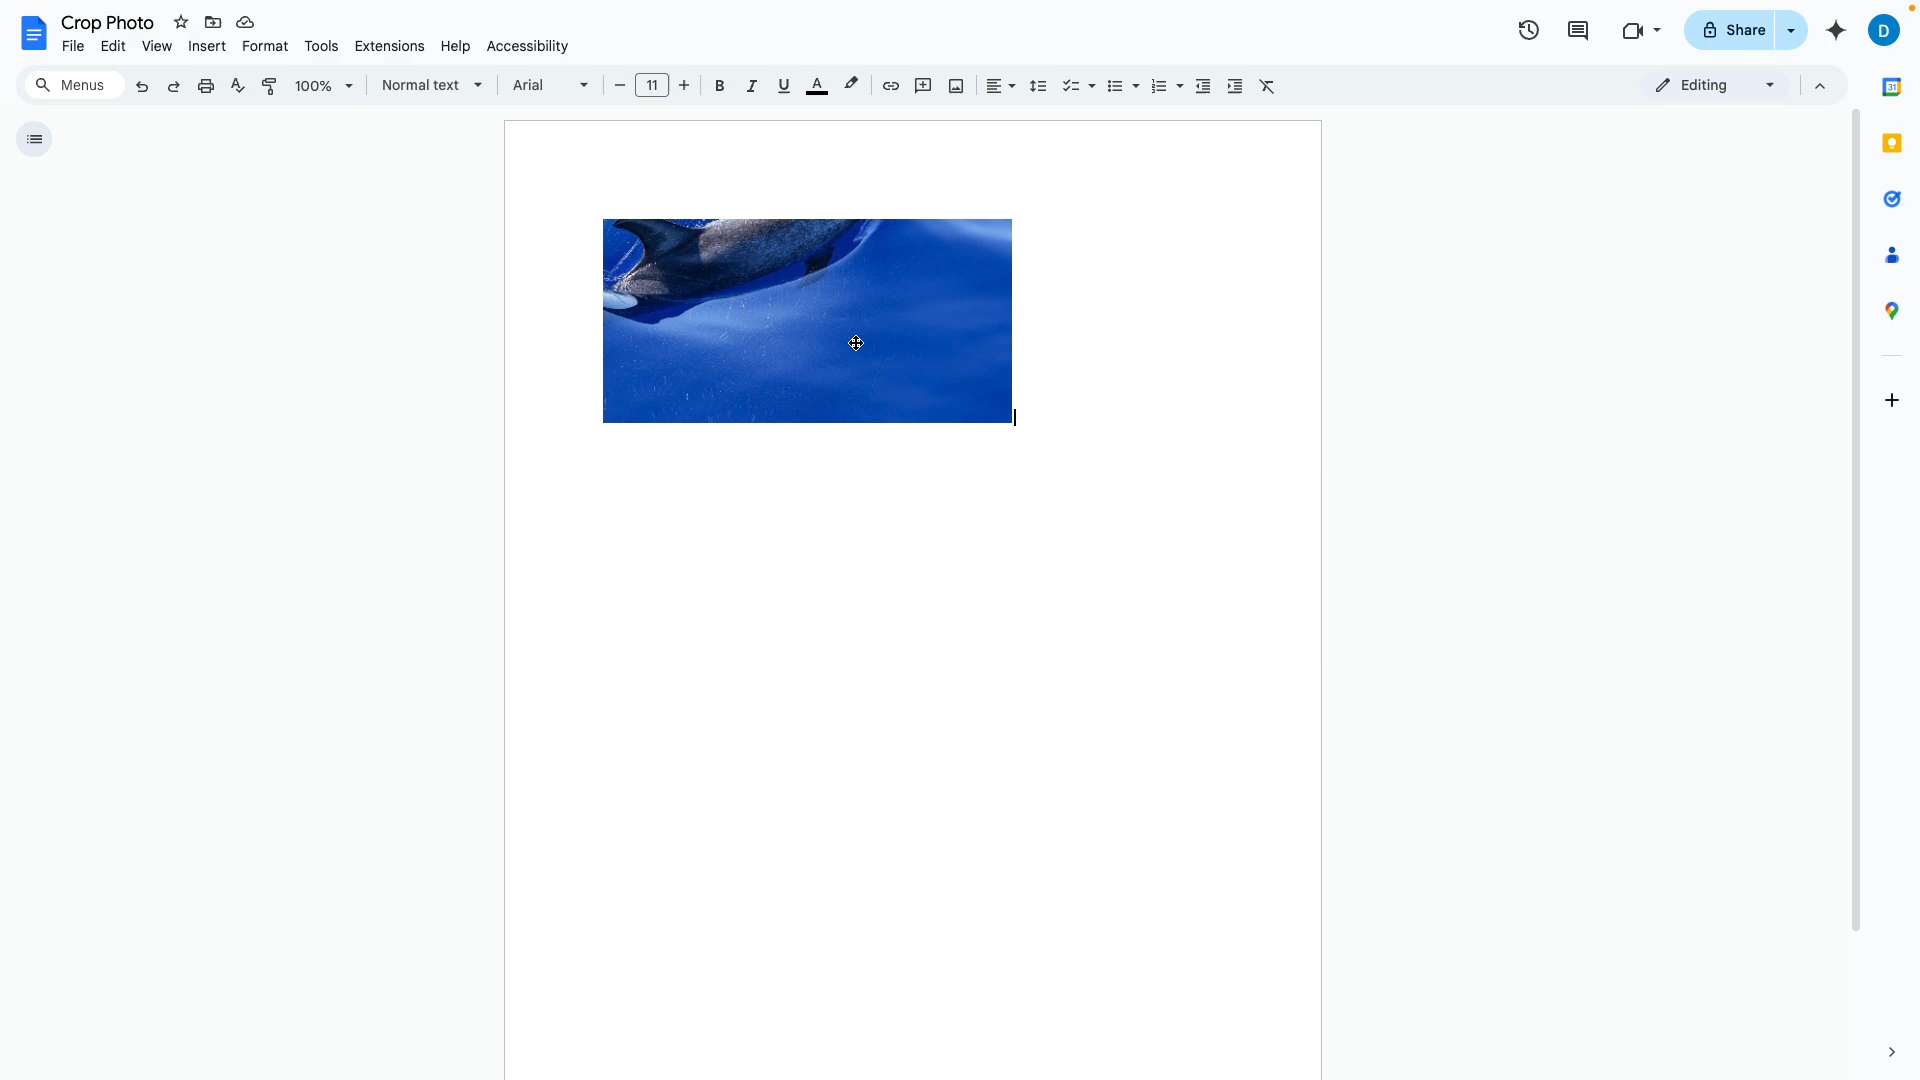 Crop Photo
File Edit View Insert Format Tools Extensions Help Accessibility
Share
D
Menus 100% Normal text Arial 11 B I U A Editing
31